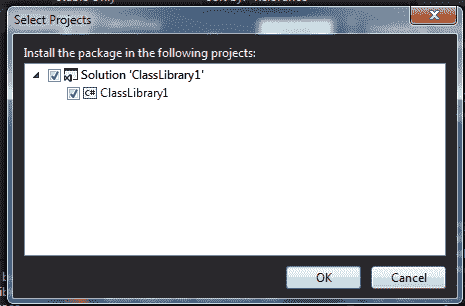 Select Projects
Install the package in the following projects:
Solution 'ClassLibrary1'
C# ClassLibrary1
OK
Cancel